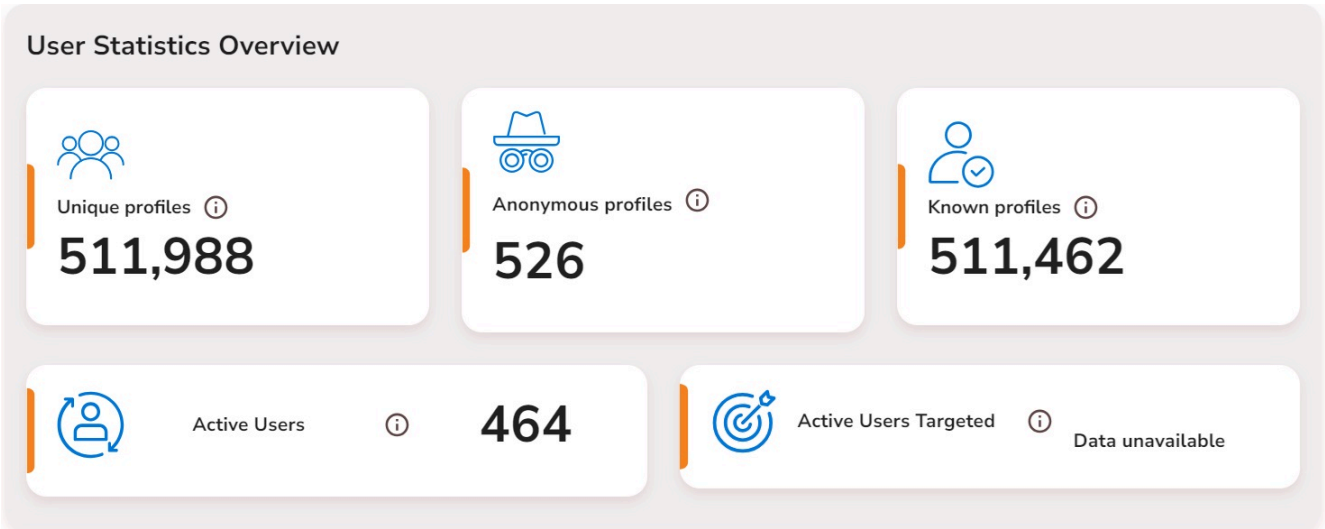 User Statistics Overview
Unique profiles
511,988
Anonymous profiles
526
Known profiles
511,462
Active Users
464
Active Users Targeted
Data unavailable